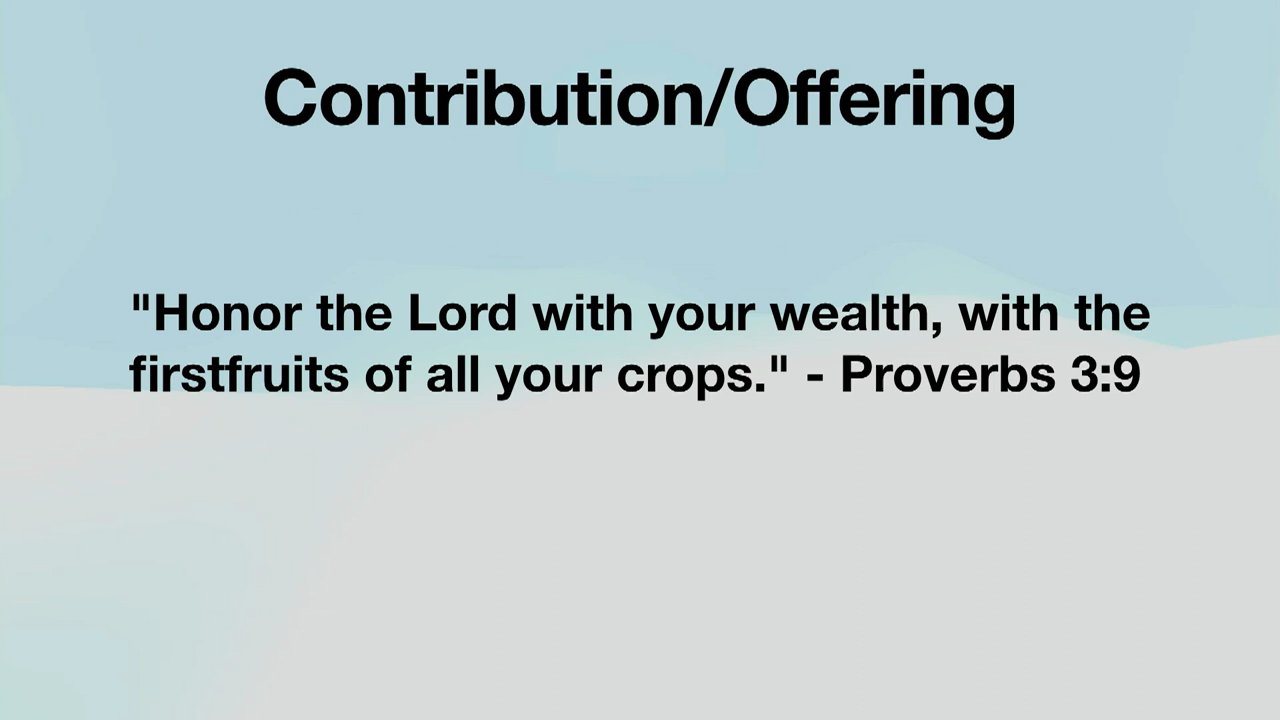 Contribution/Offering
"Honor the Lord with your wealth, with the
firstfruits of all your crops." - Proverbs 3:9